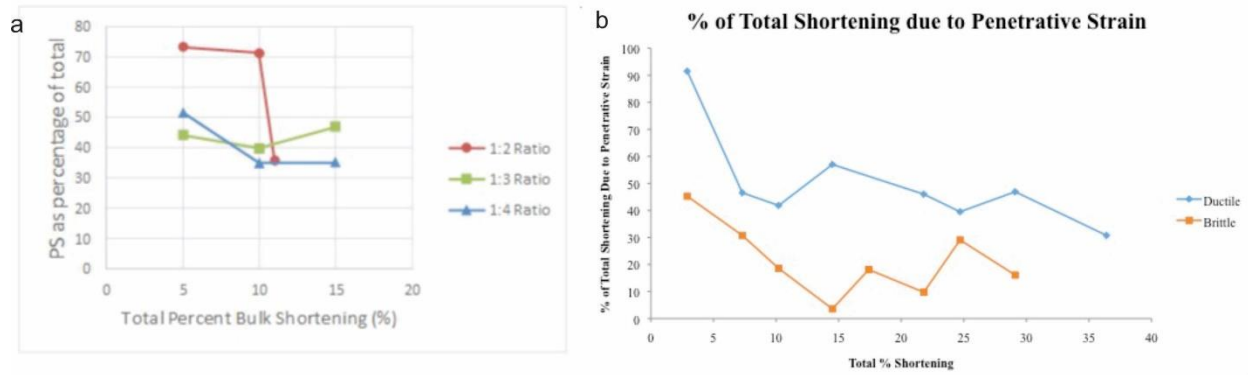 a
80
70
60
50
40
30
20
10
0
PS as percentage of total
0 5 10 15 20
Total Percent Bulk Shortening (%)
1:2 Ratio
1:3 Ratio
1:4 Ratio
b
% of Total Shortening due to Penetrative Strain
100
90
80
70
60
50
40
30
20
10
0
% of Total Shortening Due to Penetrative Strain
0 5 10 15 20 25 30 35 40
Total % Shortening
Ductile
Brittle